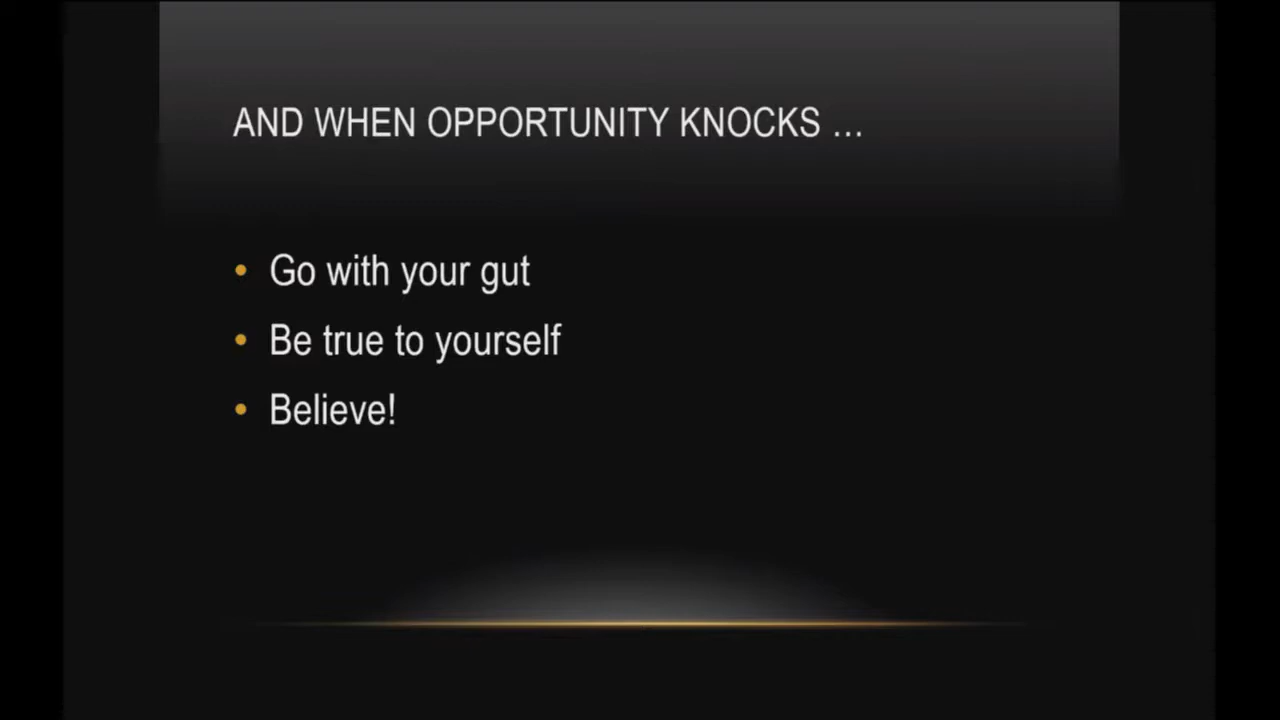 AND WHEN OPPORTUNITY KNOCKS ...
• Go with your gut
• Be true to yourself
• Believe!